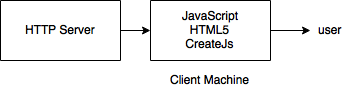 HTTP Server
JavaScript
HTML5
CreateJs
user
Client Machine